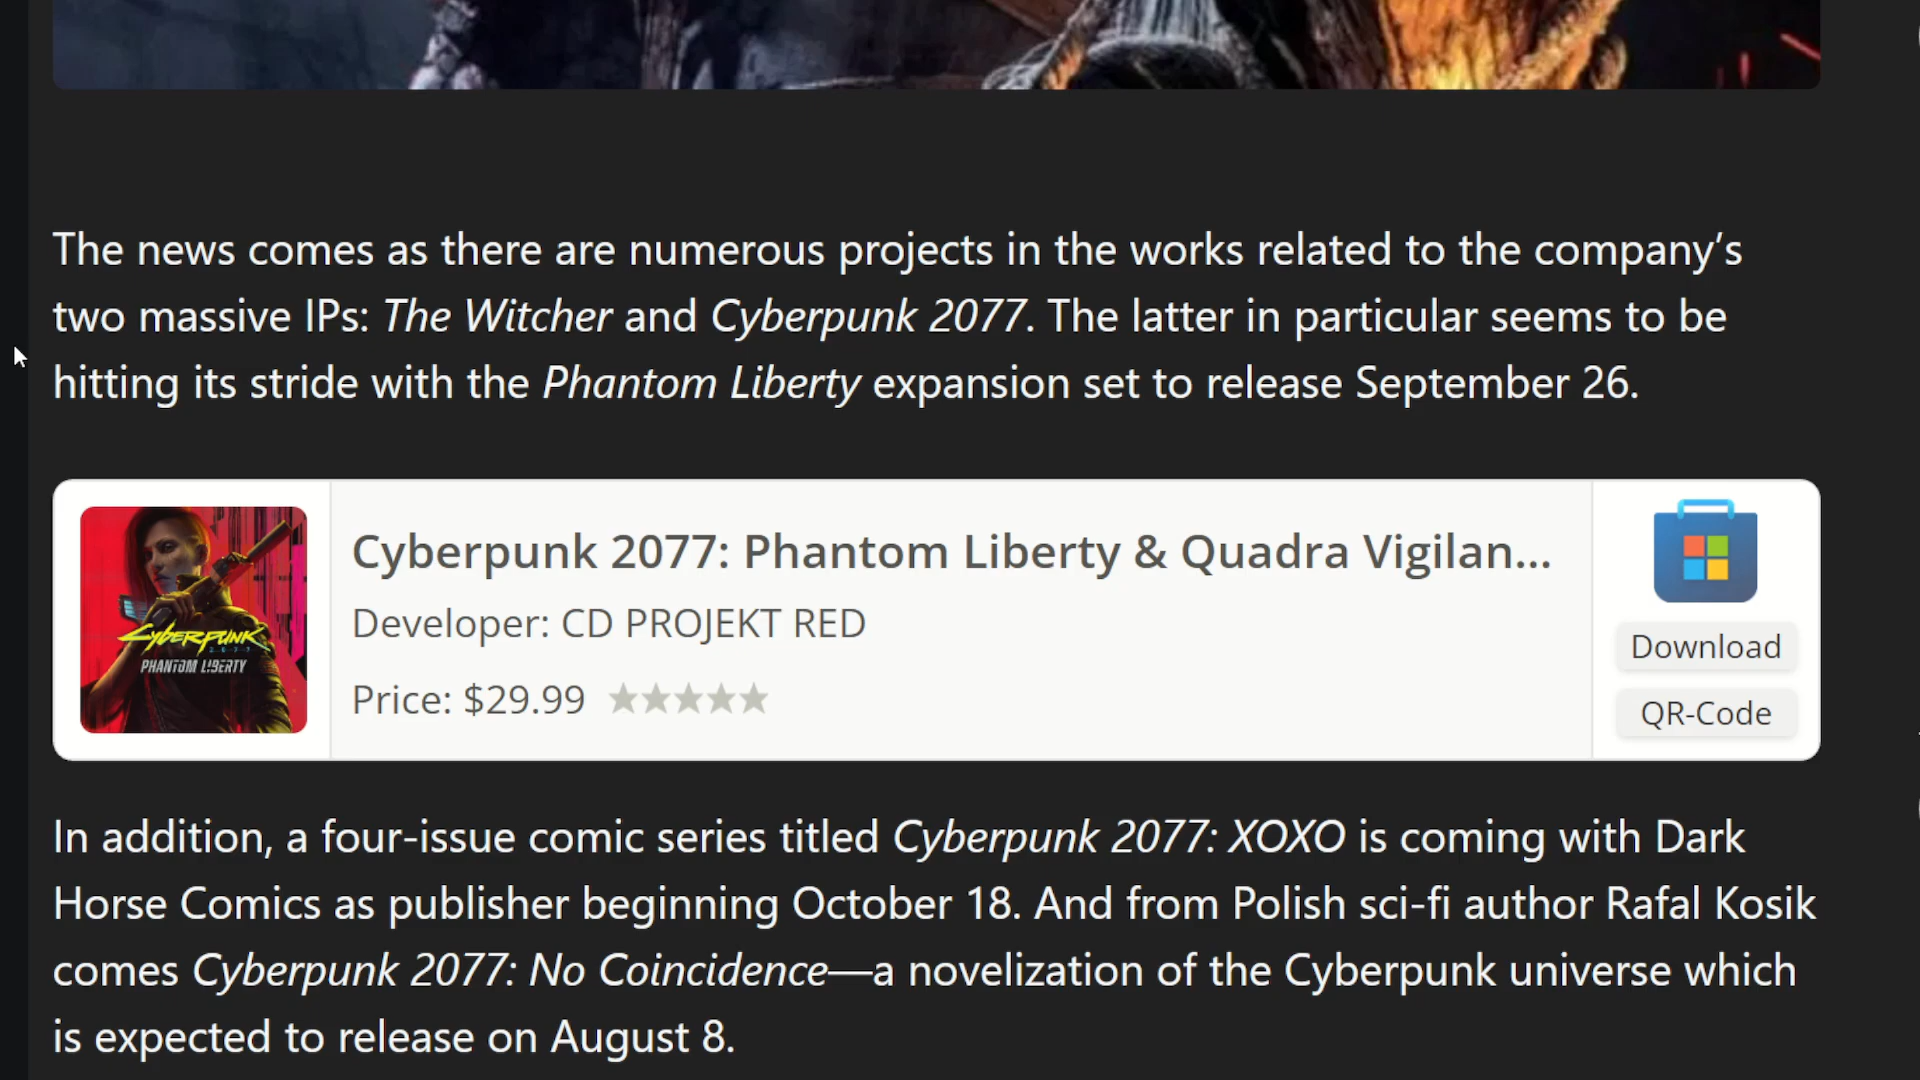 The news comes as there are numerous projects in the works related to the company’s
two massive IPs: The Witcher and Cyberpunk 2077. The latter in particular seems to be
hitting its stride with the Phantom Liberty expansion set to release September 26.
Cyberpunk 2077: Phantom Liberty & Quadra Vigilan...
Developer: CD PROJEKT RED
Price: $29.99
CYBERPUNK
2077
PHANTOM LIBERTY
Download
QR-Code
In addition, a four-issue comic series titled Cyberpunk 2077: XOXO is coming with Dark
Horse Comics as publisher beginning October 18. And from Polish sci-fi author Rafal Kosik
comes Cyberpunk 2077: No Coincidence—a novelization of the Cyberpunk universe which
is expected to release on August 8.